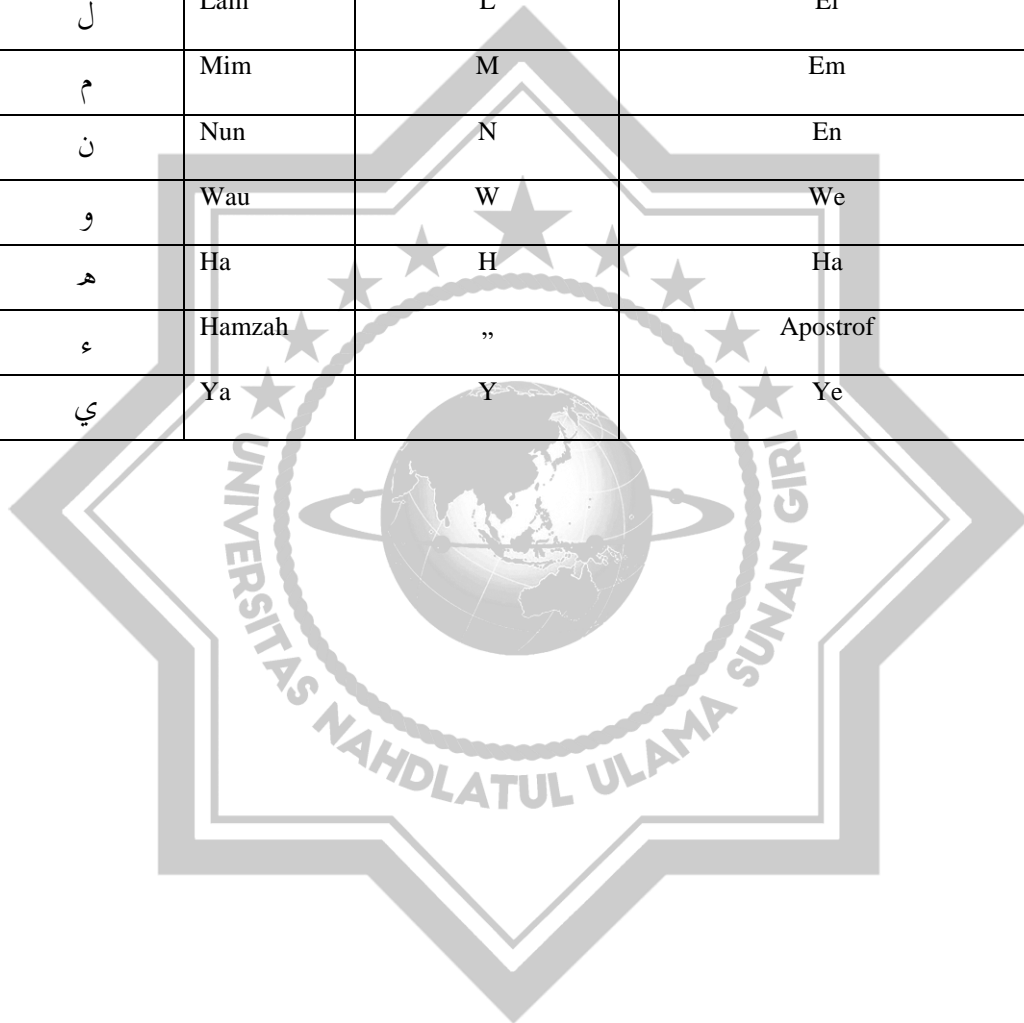 ل Lam L El
م Mim M Em
ن Nun N En
و Wau W We
ه Ha H Ha
ء Hamzah ” Apostrof
ي Ya Y Ye
UNIVERSITAS NAHDLATUL ULAMA SUNAN GIRI